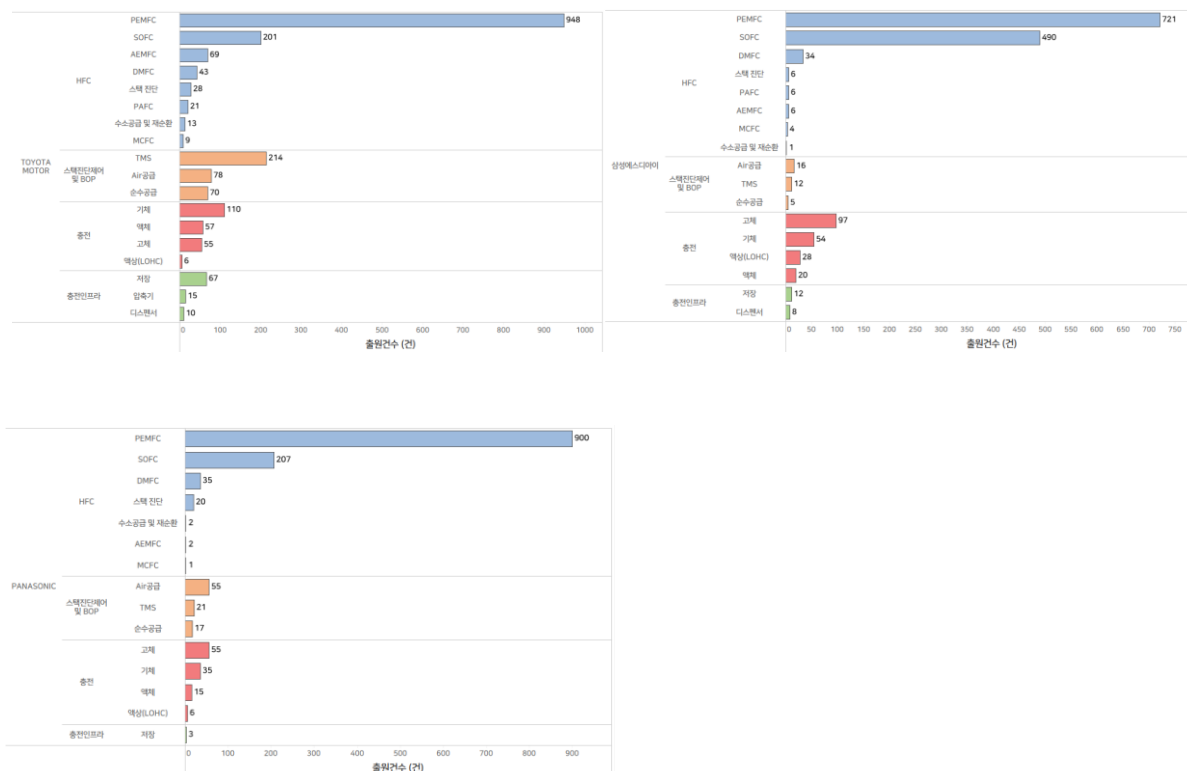 PEMFC 948
SOFC 201
AEMFC 69
DMFC 43
HFC
스택 진단 28
PAFC 21
수소공급 및 재순환 13
MCFC 9
TOYOTA
MOTOR
TMS 214
스택진단제어
및 BOP
Air공급 78
순수공급 70
기체 110
액체 57
충전
고체 55
액상(LOHC) 6
저장 67
충전인프라
압축기 15
디스펜서 10
0 100 200 300 400 500 600 700 800 900 1000
출원건수 (건)
PEMFC 721
SOFC 490
DMFC 34
HFC
스택 진단 6
PAFC 6
AEMFC 6
MCFC 4
수소공급 및 재순환 1
삼성에스디아이
Air공급 16
스택진단제어
및 BOP
TMS 12
순수공급 5
고체 97
충전
기체 54
액상(LOHC) 28
액체 20
충전인프라
저장 12
디스펜서 8
0 50 100 150 200 250 300 350 400 450 500 550 600 650 700 750
출원건수 (건)
PEMFC 900
SOFC 207
DMFC 35
HFC
스택 진단 20
수소공급 및 재순환 2
AEMFC 2
MCFC 1
PANASONIC
Air공급 55
스택진단제어
및 BOP
TMS 21
순수공급 17
고체 55
충전
기체 35
액체 15
액상(LOHC) 6
충전인프라
저장 3
0 100 200 300 400 500 600 700 800 900
출원건수 (건)